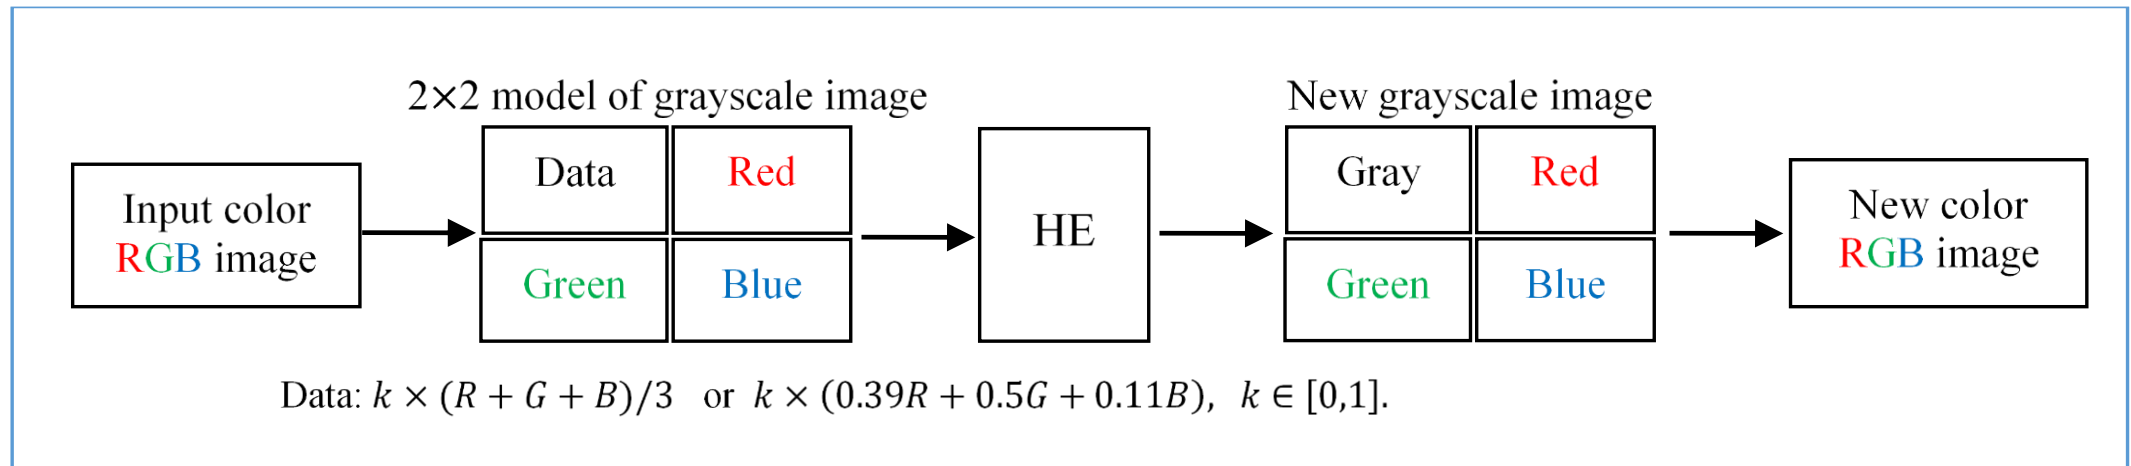 2×2 model of grayscale image
New grayscale image
Input color
RGB image
Data
Red
Green
Blue
HE
Gray
Red
Green
Blue
New color
RGB image
Data: k × (R + G + B)/3 or k × (0.39R + 0.5G + 0.11B), k ∈ [0,1].